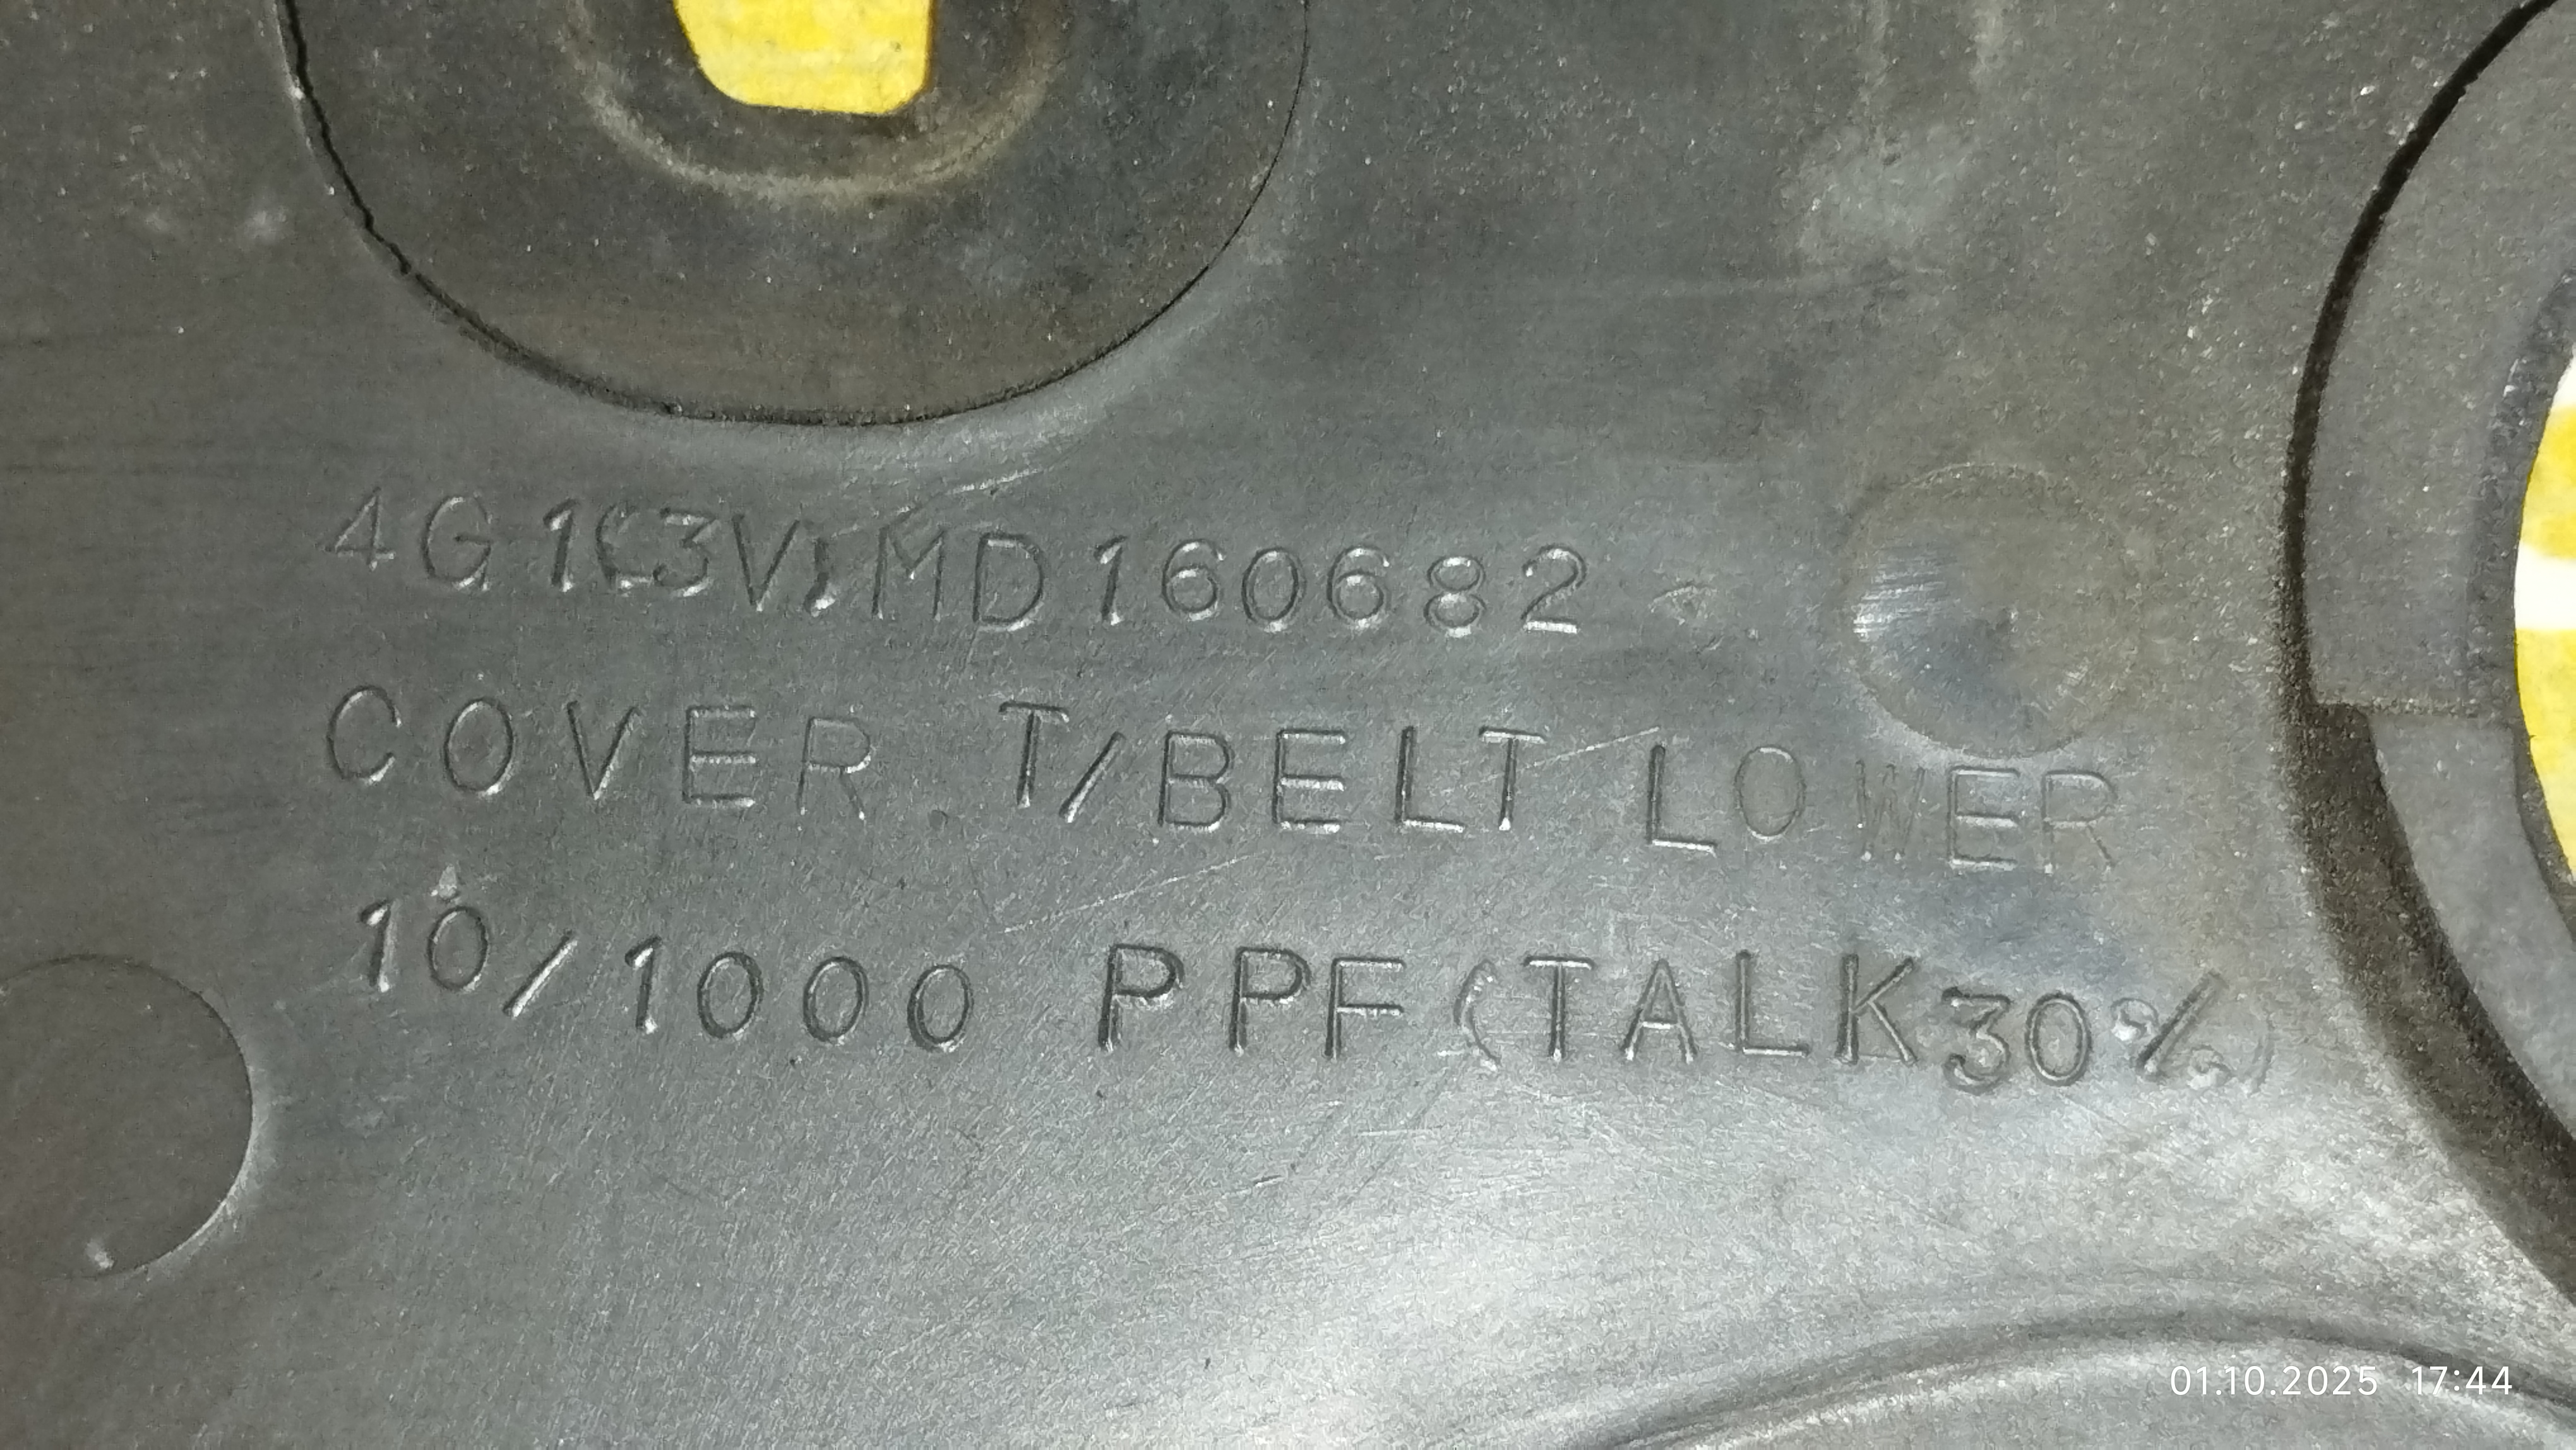 4G1(3V)MD160682
COVER . T/BELT LOWER
10/1000 PPF(TALK30%)
01.10.2025 17:44